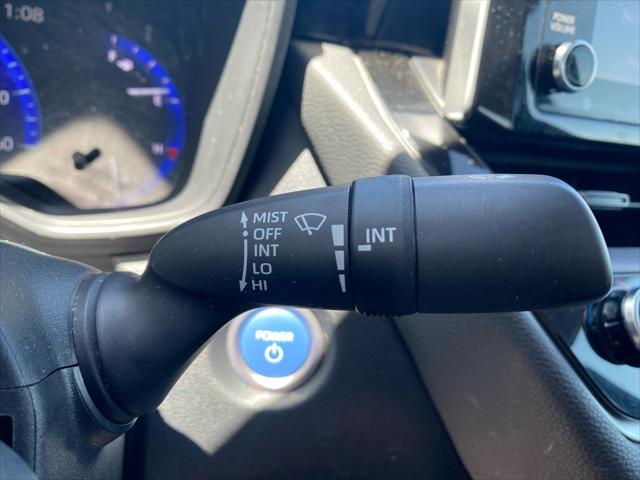 1:08
F
E
H
POWER
VOLUME
MIST
OFF
INT
LO
HI
INT
POWER